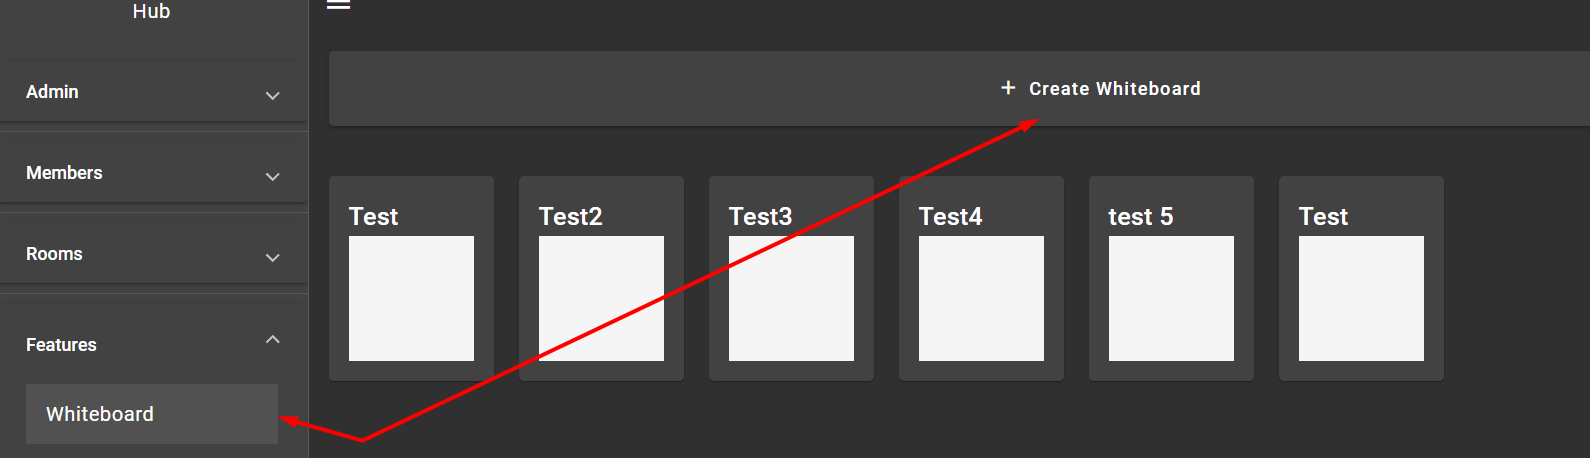 Hub
Admin
Members
Rooms
Features
Whiteboard
+ Create Whiteboard
Test
Test2
Test3
Test4
test 5
Test